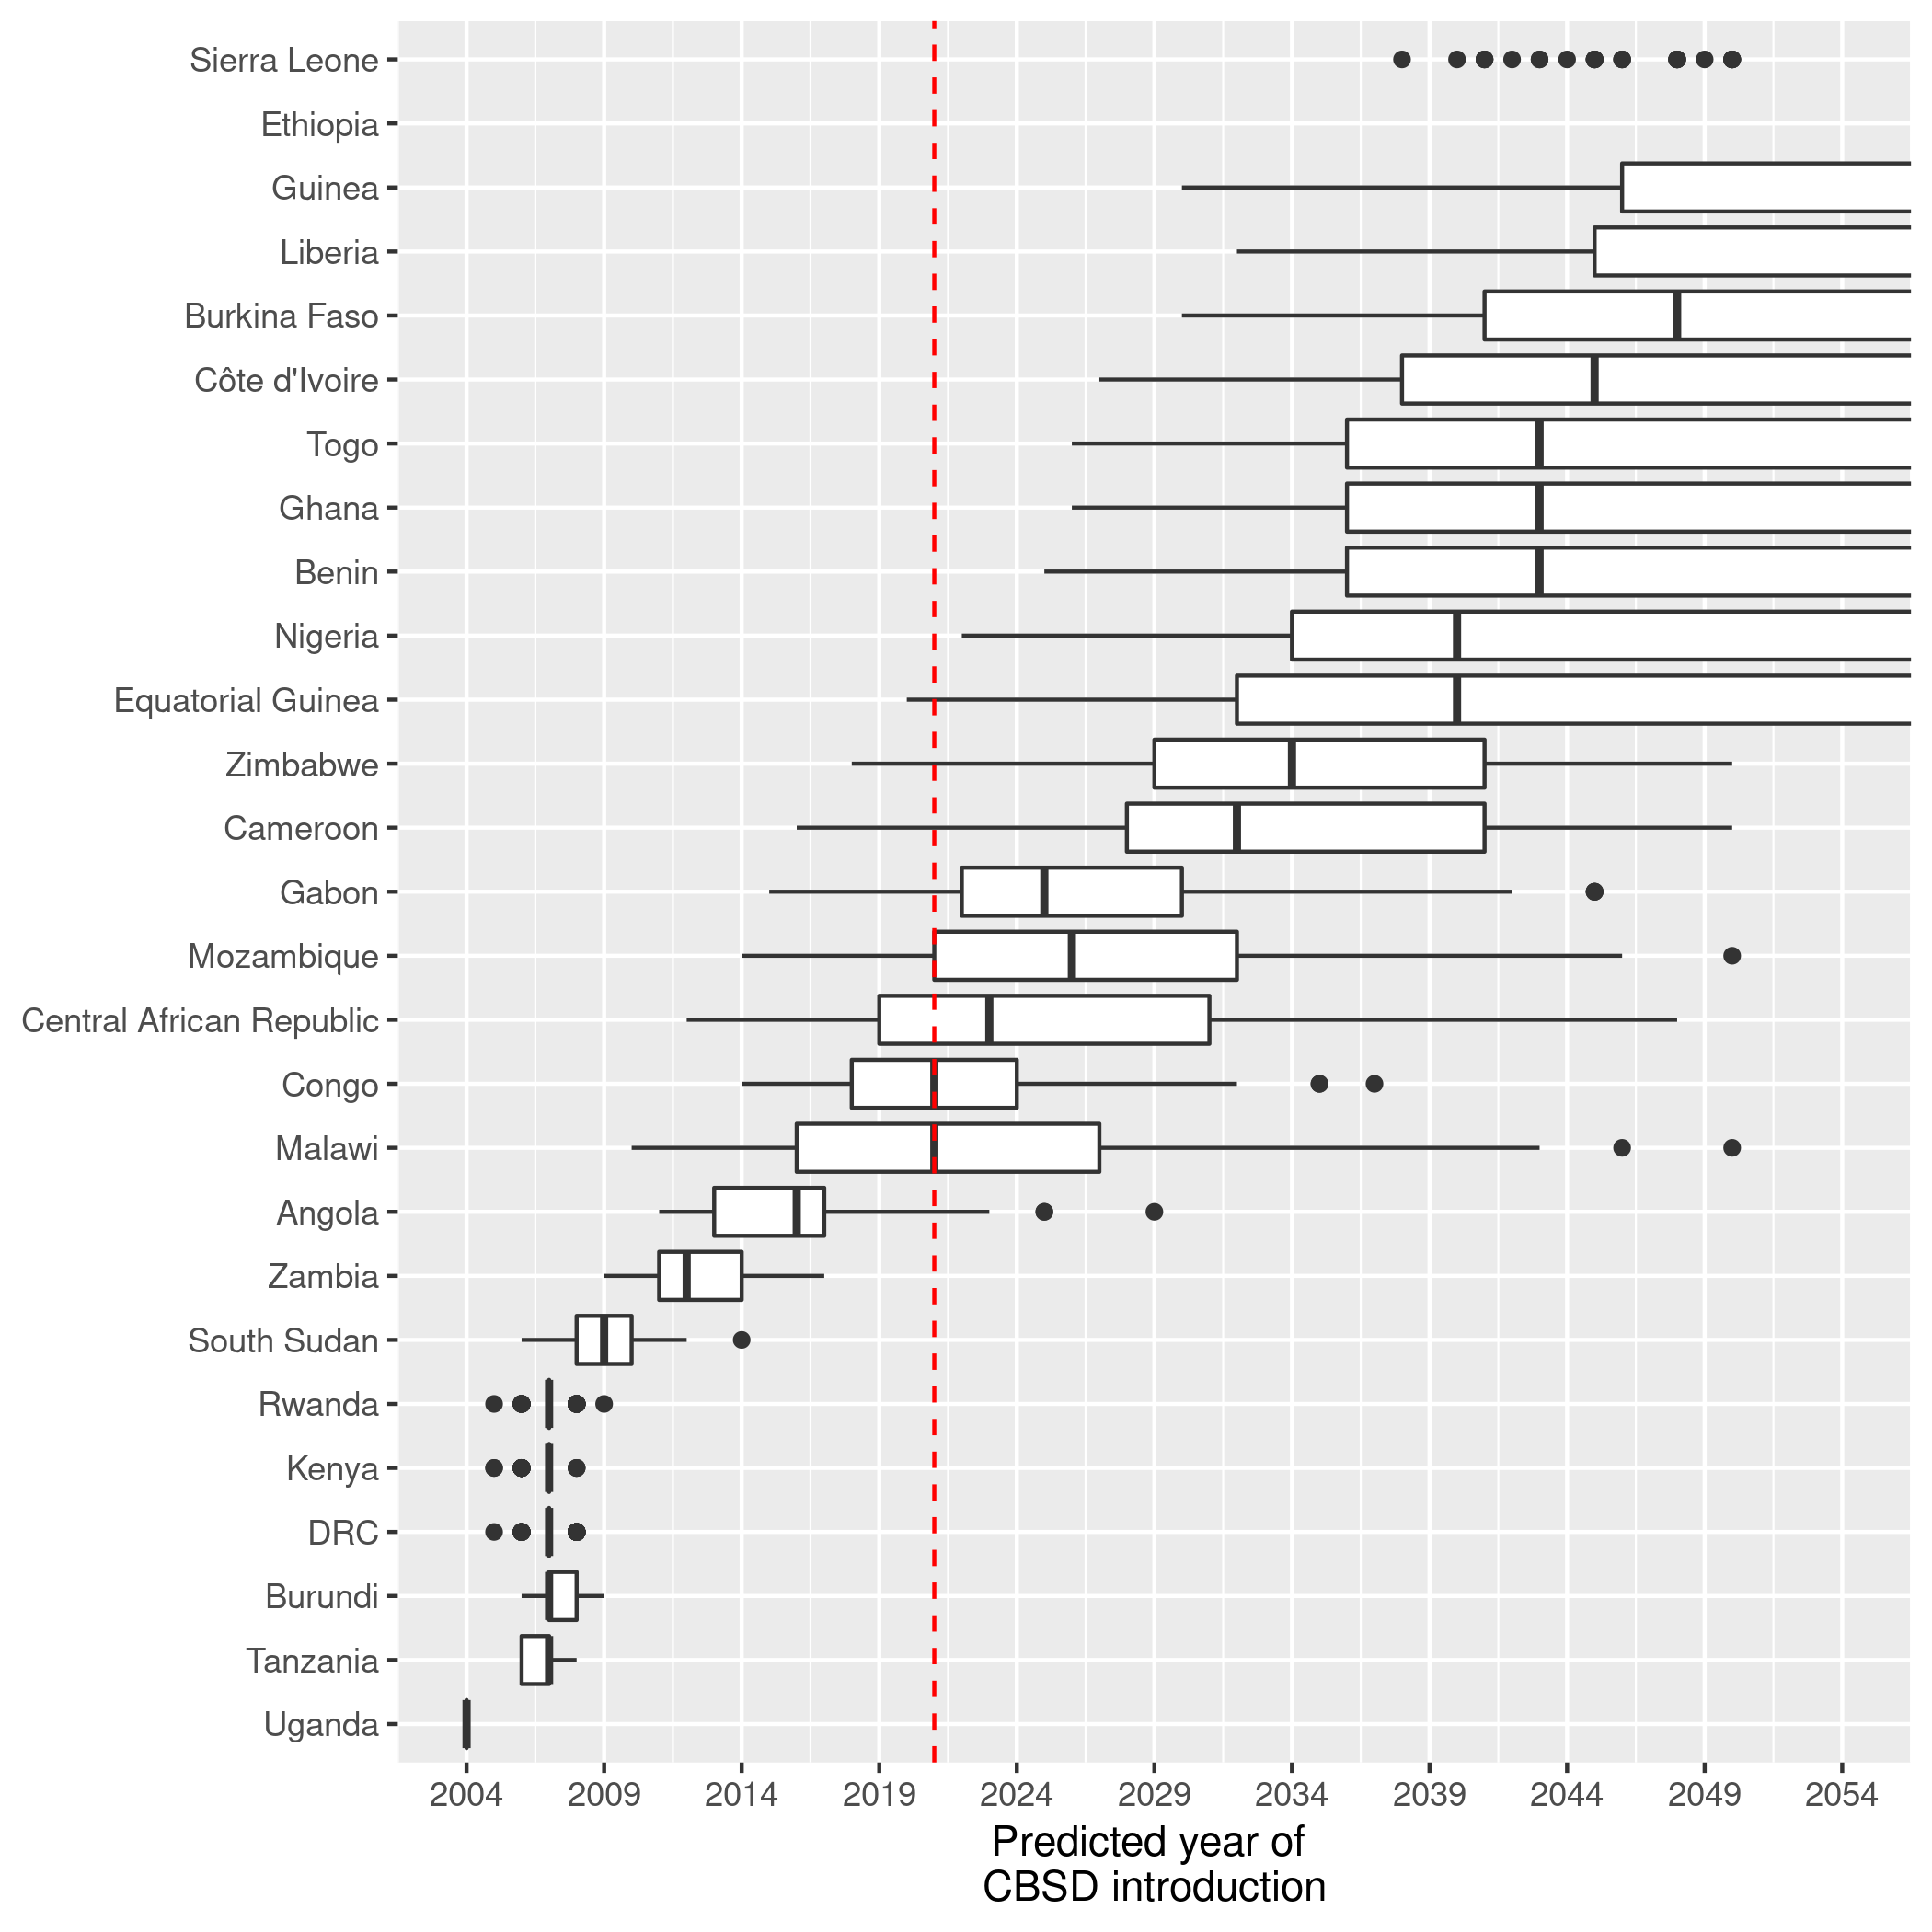 Sierra Leone
Ethiopia
Guinea
Liberia
Burkina Faso
Côte d'Ivoire
Togo
Ghana
Benin
Nigeria
Equatorial Guinea
Zimbabwe
Cameroon
Gabon
Mozambique
Central African Republic
Congo
Malawi
Angola
Zambia
South Sudan
Rwanda
Kenya
DRC
Burundi
Tanzania
Uganda
2004 2009 2014 2019 2024 2029 2034 2039 2044 2049 2054
Predicted year of
CBSD introduction